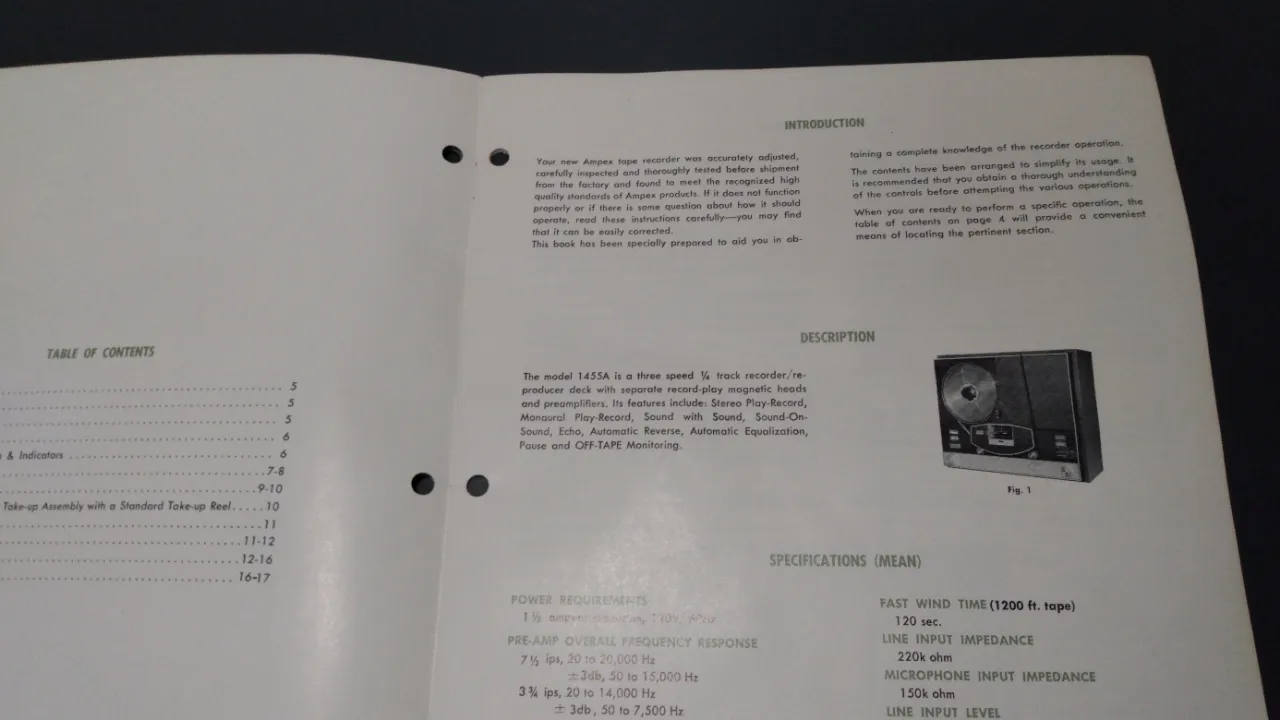 TABLE OF CONTENTS
. . . . . . . . . . 5
. . . . . . . . . . 5
. . . . . . . . . . 5
. . . . . . . . . . 6
& Indicators . . . . . . . . . . 6
. . . . . . . . . . 7-8
. . . . . . . . . . 9-10
Take-up Assembly with a Standard Take-up Reel.....10
. . . . . . . . . . 11
. . . . . . . . . . 11-12
. . . . . . . . . . 12-16
. . . . . . . . . . 16-17
INTRODUCTION
Your new Ampex tape recorder was accurately adjusted,
carefully inspected and thoroughly tested before shipment
from the factory and found to meet the recognized high
quality standards of Ampex products. If it does not function
properly or if there is some question about how it should
operate, read these instructions carefully—you may find
that it can be easily corrected.
This book has been specially prepared to aid you in ob-
taining a complete knowledge of the recorder operation.
The contents have been arranged to simplify its usage. It
is recommended that you obtain a thorough understanding
of the controls before attempting the various operations.
When you are ready to perform a specific operation, the
table of contents on page 4 will provide a convenient
means of locating the pertinent section.
DESCRIPTION
The model 1455A is a three speed ¼ track recorder/re-
producer deck with separate record-play magnetic heads
and preamplifiers. Its features include: Stereo Play-Record,
Monaural Play-Record, Sound with Sound, Sound-On-
Sound, Echo, Automatic Reverse, Automatic Equalization,
Pause and OFF-TAPE Monitoring.
Fig. 1
SPECIFICATIONS (MEAN)
POWER REQUIREMENTS
1 ½
PRE-AMP OVERALL FREQUENCY RESPONSE
7 ½ ips, 20 to 20,000 Hz
±3db, 50 to 15,000 Hz
3 ¾ ips, 20 to 14,000 Hz
± 3db, 50 to 7,500 Hz
FAST WIND TIME (1200 ft. tape)
120 sec.
LINE INPUT IMPEDANCE
220k ohm
MICROPHONE INPUT IMPEDANCE
150k ohm
LINE INPUT LEVEL